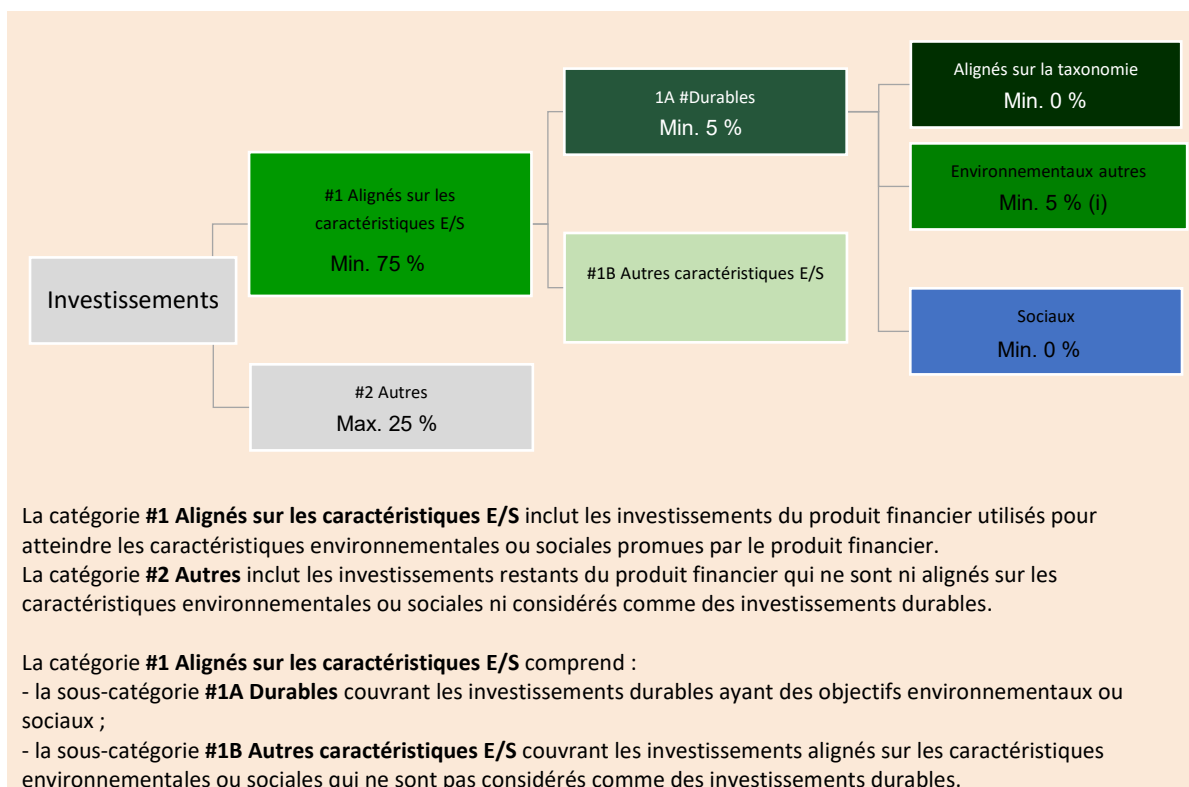 Investissements
#1 Alignés sur les
caractéristiques E/S
Min. 75 %
#2 Autres
Max. 25 %
1A #Durables
Min. 5 %
#1B Autres caractéristiques E/S
Alignés sur la taxonomie
Min. 0 %
Environnementaux autres
Min. 5 % (i)
Sociaux
Min. 0 %
La catégorie #1 Alignés sur les caractéristiques E/S inclut les investissements du produit financier utilisés pour
atteindre les caractéristiques environnementales ou sociales promues par le produit financier.
La catégorie #2 Autres inclut les investissements restants du produit financier qui ne sont ni alignés sur les
caractéristiques environnementales ou sociales ni considérés comme des investissements durables.
La catégorie #1 Alignés sur les caractéristiques E/S comprend :
- la sous-catégorie #1A Durables couvrant les investissements durables ayant des objectifs environnementaux ou
sociaux ;
- la sous-catégorie #1B Autres caractéristiques E/S couvrant les investissements alignés sur les caractéristiques
environnementales ou sociales qui ne sont pas considérés comme des investissements durables.